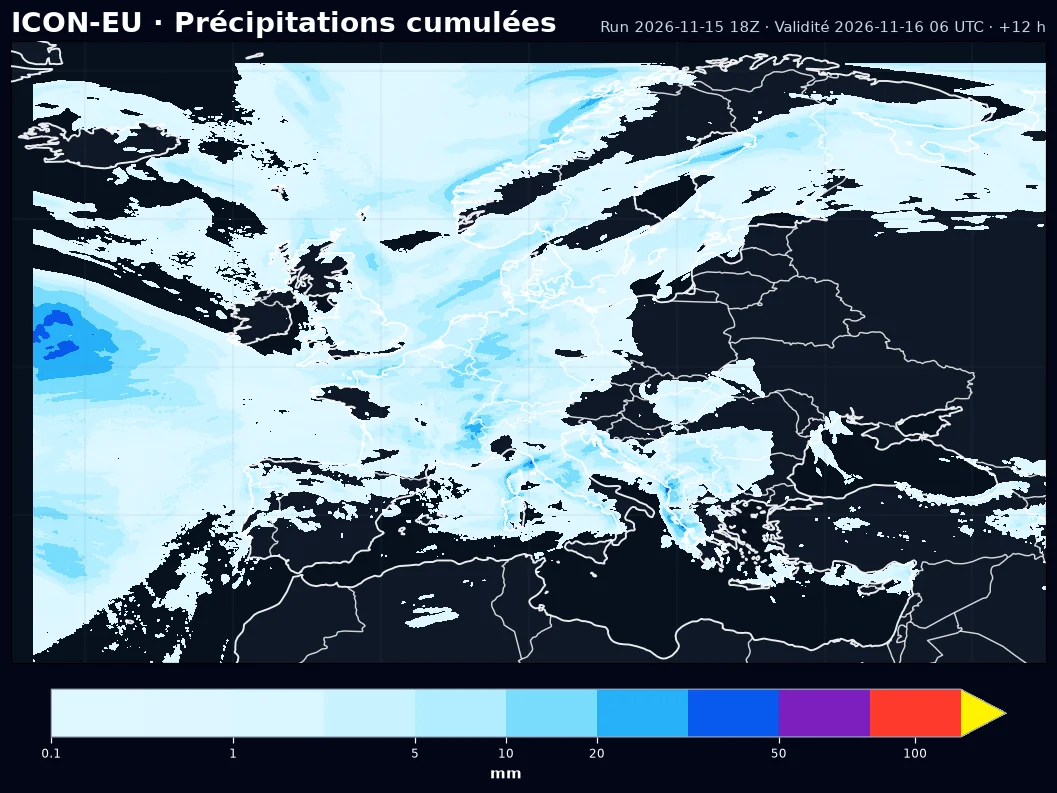 ICON-EU · Précipitations cumulées
Run 2026-11-15 18Z · Validité 2026-11-16 06 UTC · +12 h
0.1 1 5 10 20 50 100
mm